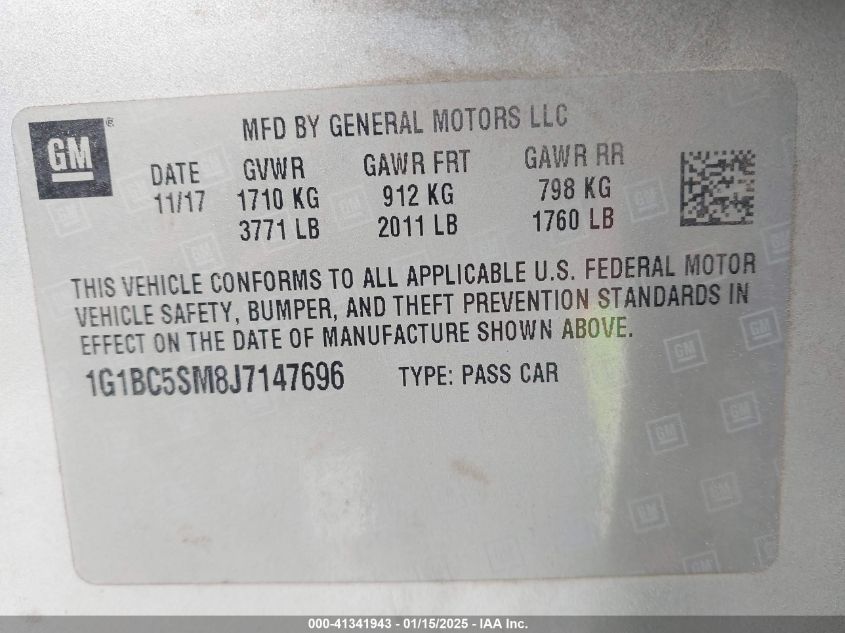 GM ®
MFD BY GENERAL MOTORS LLC
DATE GVWR GAWR FRT GAWR RR
11/17 1710 KG 912 KG 798 KG
3771 LB 2011 LB 1760 LB
THIS VEHICLE CONFORMS TO ALL APPLICABLE U.S. FEDERAL MOTOR
VEHICLE SAFETY, BUMPER, AND THEFT PREVENTION STANDARDS IN
EFFECT ON THE DATE OF MANUFACTURE SHOWN ABOVE.
1G1BC5SM8J7147696 TYPE: PASS CAR
000-41341943 - 01/15/2025 - IAA Inc.